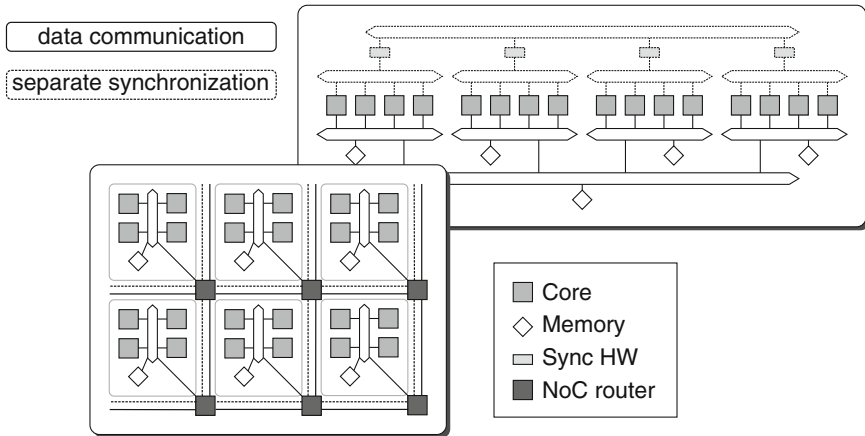 data communication
separate synchronization
Core
Memory
Sync HW
NoC router